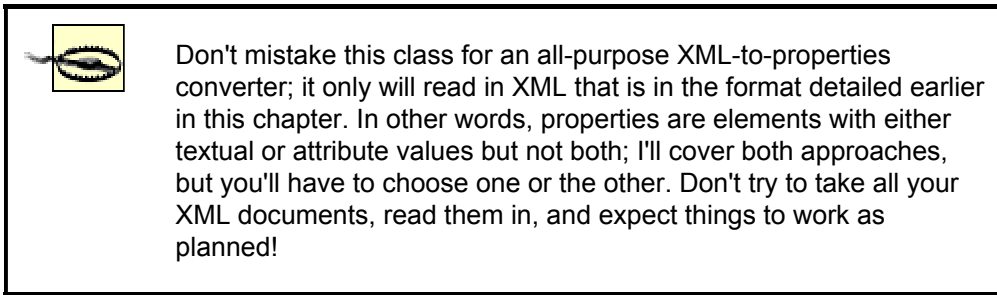 Don't mistake this class for an all-purpose XML-to-properties
converter; it only will read in XML that is in the format detailed earlier
in this chapter. In other words, properties are elements with either
textual or attribute values but not both; I'll cover both approaches,
but you'll have to choose one or the other. Don't try to take all your
XML documents, read them in, and expect things to work as
planned!